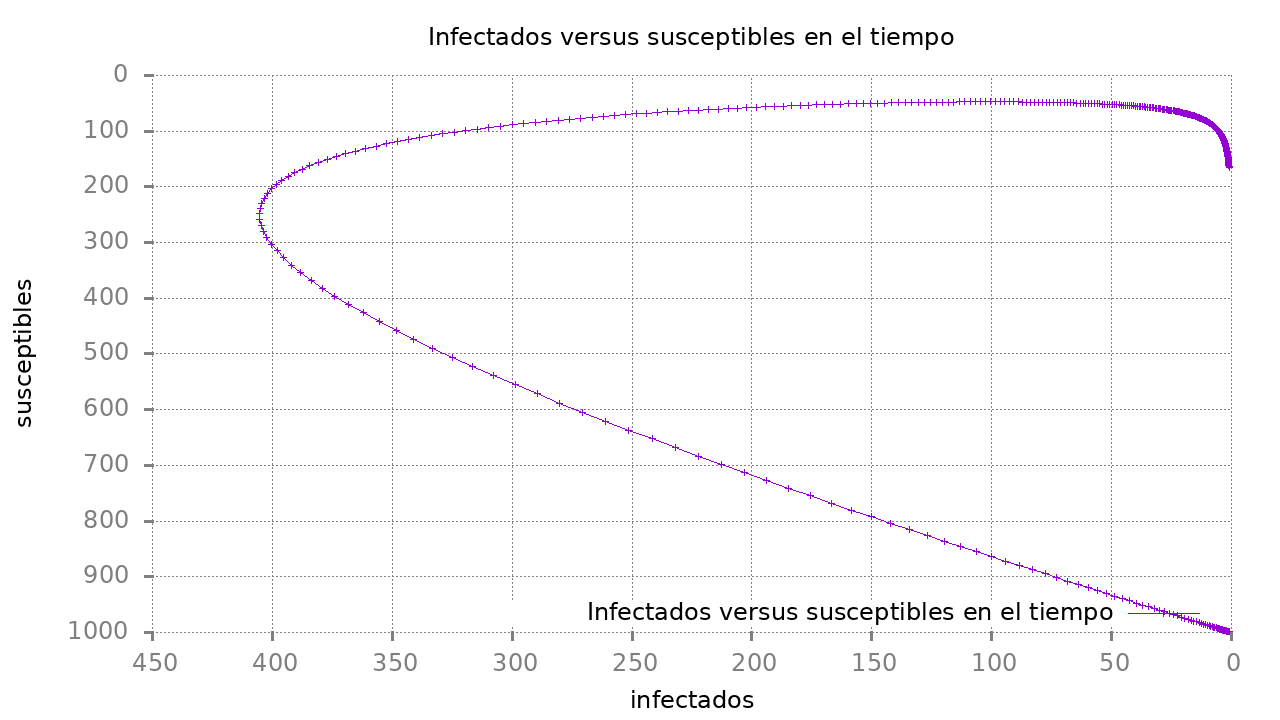 Infectados versus susceptibles en el tiempo
0
100
200
300
400
500
600
700
800
900
1000
susceptibles
Infectados versus susceptibles en el tiempo
450 400 350 300 250 200 150 100 50 0
infectados